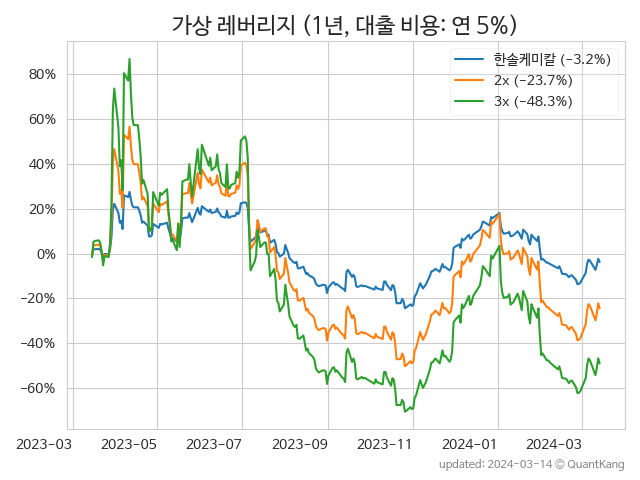 가상 레버리지 (1년, 대출 비용: 연 5%)
한솔케미칼 (−3.2%)
2x (−23.7%)
3x (−48.3%)
80%
60%
40%
20%
0%
−20%
−40%
−60%
2023-03 2023-05 2023-07 2023-09 2023-11 2024-01 2024-03
updated: 2024-03-14 © QuantKang